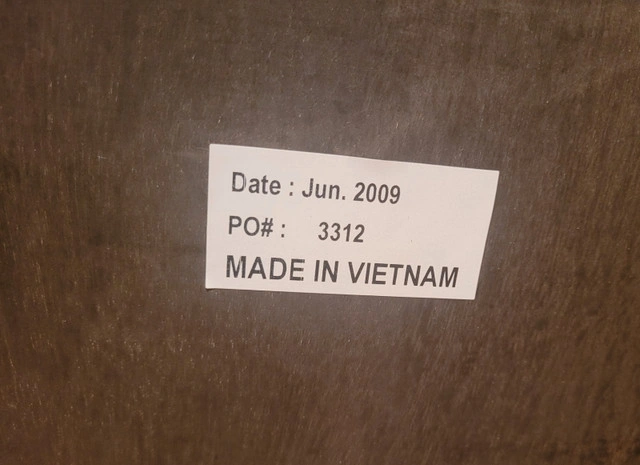 Date : Jun. 2009
PO# : 3312
MADE IN VIETNAM